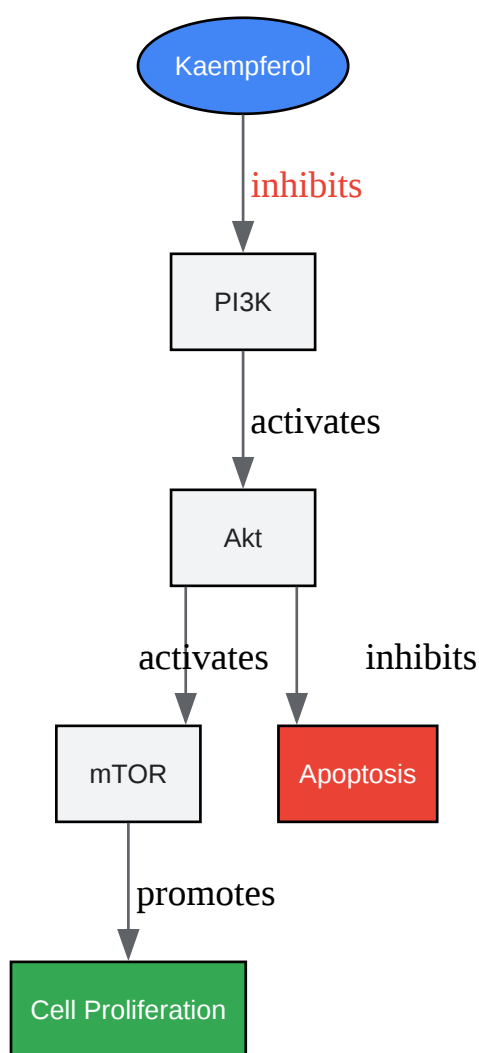 Kaempferol
inhibits
PI3K
activates
Akt
activates
inhibits
mTOR
Apoptosis
promotes
Cell Proliferation